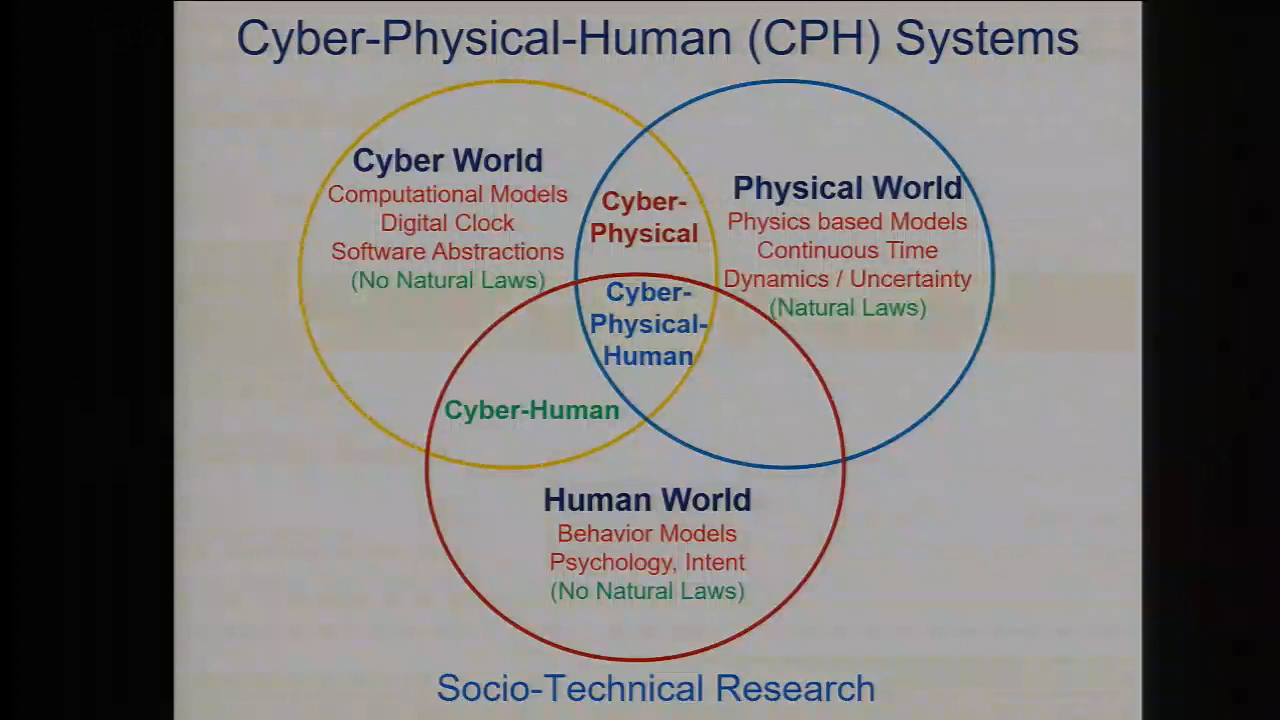 Cyber-Physical-Human (CPH) Systems
Cyber World
Computational Models
Digital Clock
Software Abstractions
(No Natural Laws)
Cyber-
Physical
Physical World
Physics based Models
Continuous Time
Dynamics / Uncertainty
(Natural Laws)
Cyber-
Physical-
Human
Cyber-Human
Human World
Behavior Models
Psychology, Intent
(No Natural Laws)
Socio-Technical Research